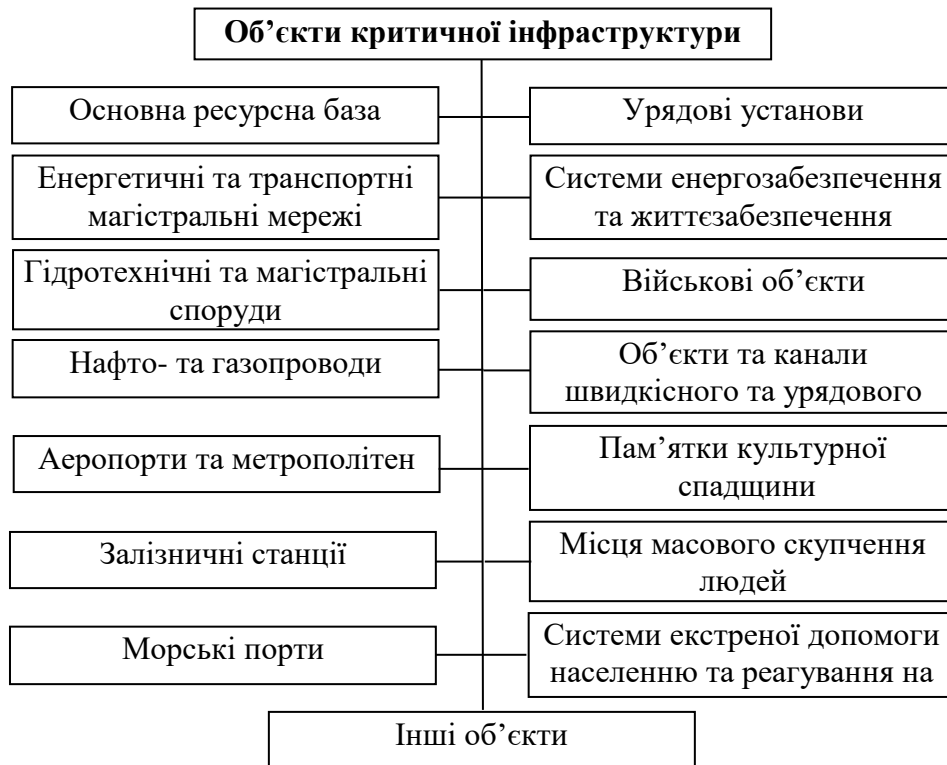 Об’єкти критичної інфраструктури
Основна ресурсна база
Урядові установи
Енергетичні та транспортні
магістральні мережі
Системи енергозабезпечення
та життєзабезпечення
Гідротехнічні та магістральні
споруди
Військові об’єкти
Нафто- та газопроводи
Об’єкти та канали
швидкісного та урядового
Аеропорти та метрополітен
Пам’ятки культурної
спадщини
Залізничні станції
Місця масового скупчення
людей
Морські порти
Системи екстреної допомоги
населенню та реагування на
Інші об’єкти